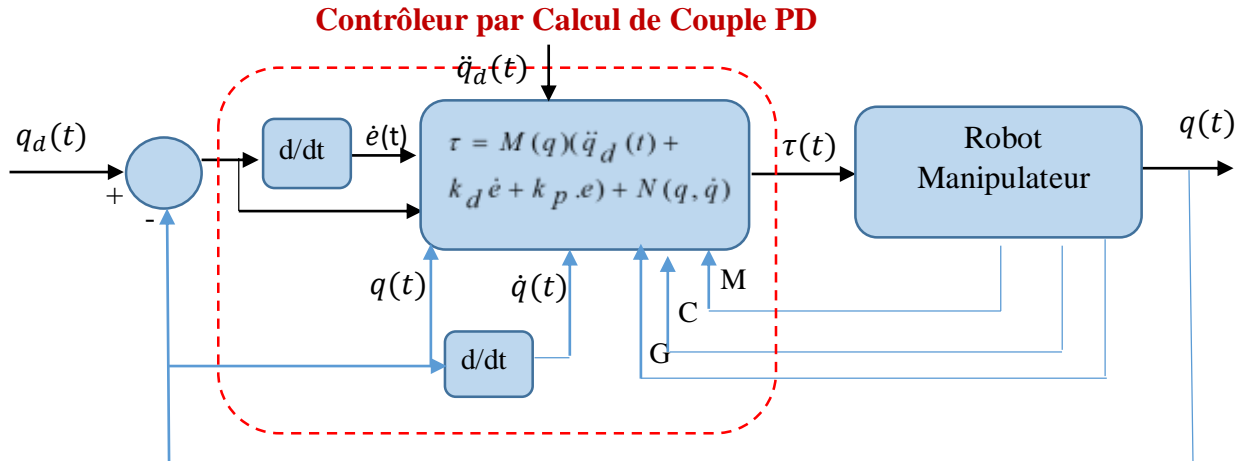 Contrôleur par Calcul de Couple PD
q̈_d(t)
q_d(t)
+
-
d/dt
ė(t)
τ = M(q)(q̈_d(t) +
k_d ė + k_p .e) + N(q, q̇)
τ(t)
Robot
Manipulateur
q(t)
q(t)
q̇(t)
M
C
G
d/dt